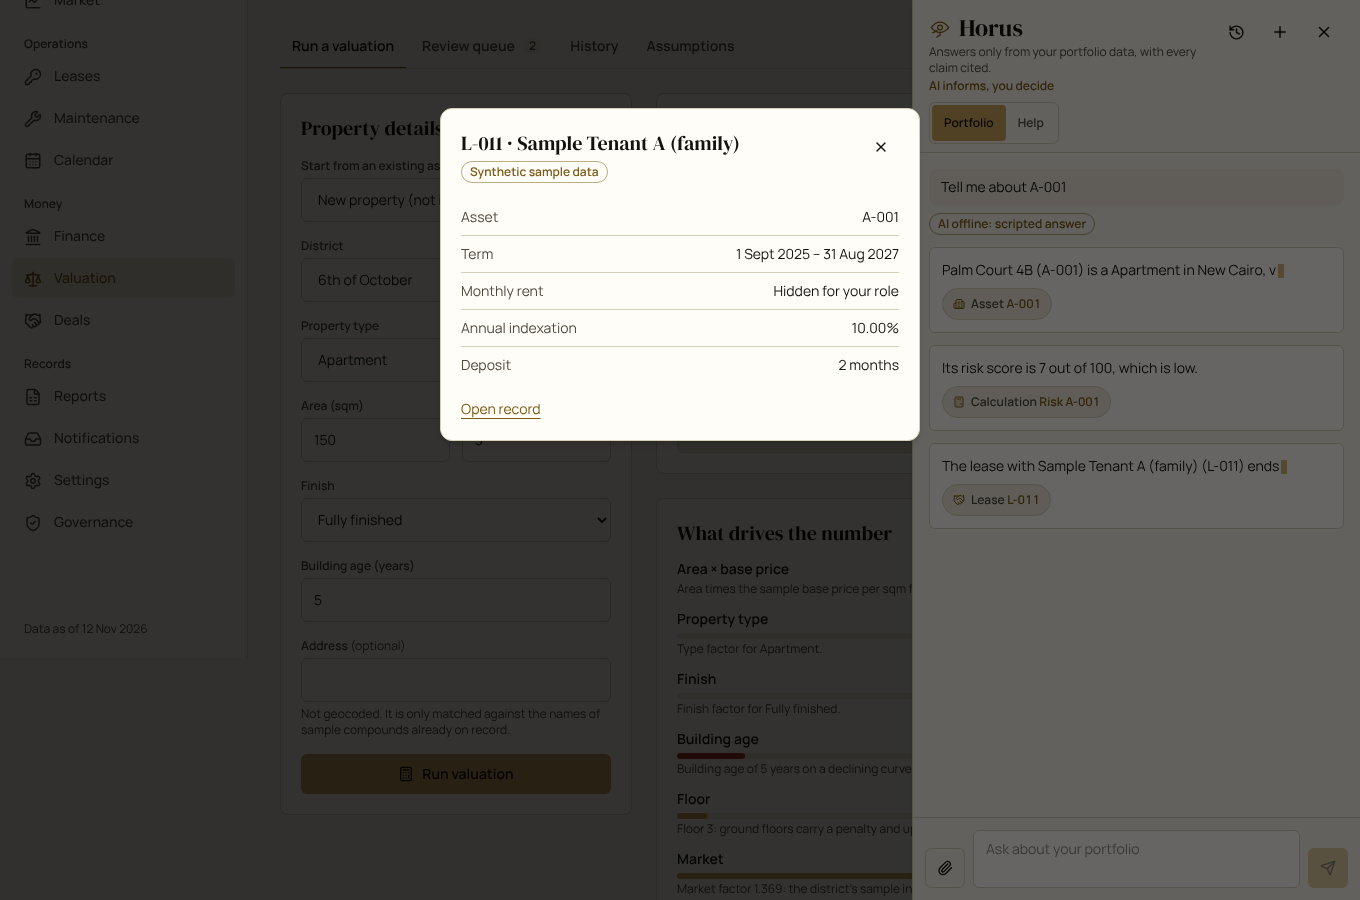 Market
Operations
Leases
Maintenance
Calendar
Money
Finance
Valuation
Deals
Records
Reports
Notifications
Settings
Governance
Data as of 12 Nov 2026
Run a valuation
Review queue 2
History
Assumptions
Property details
Start from an existing as
New property (not
District
6th of October
Property type
Apartment
Area (sqm)
150
Finish
Fully finished
Building age (years)
5
Address (optional)
Not geocoded. It is only matched against the names of
sample compounds already on record.
Run valuation
What drives the number
Area × base price
Area times the sample base price per sqm f
Property type
Type factor for Apartment.
Finish
Finish factor for Fully finished.
Building age
Building age of 5 years on a declining curve
Floor
Floor 3: ground floors carry a penalty and up
Market
Market factor 1.369: the district's sample in
L-011 · Sample Tenant A (family)
Synthetic sample data
Asset A-001
Term 1 Sept 2025 – 31 Aug 2027
Monthly rent Hidden for your role
Annual indexation 10.00%
Deposit 2 months
Open record
Horus
Answers only from your portfolio data, with every
claim cited.
AI informs, you decide
Portfolio Help
Tell me about A-001
AI offline: scripted answer
Palm Court 4B (A-001) is a Apartment in New Cairo, v
Asset A-001
Its risk score is 7 out of 100, which is low.
Calculation Risk A-001
The lease with Sample Tenant A (family) (L-011) ends
Lease L-011
Ask about your portfolio